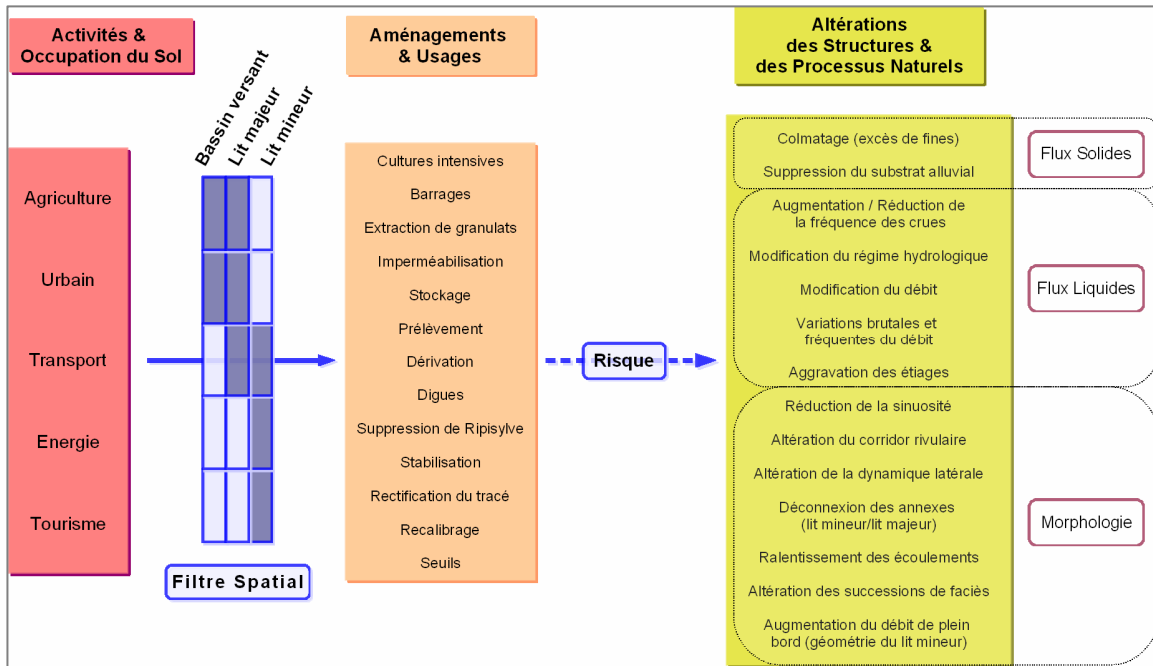 Activités &
Occupation du Sol
Aménagements
& Usages
Altérations
des Structures &
des Processus Naturels
Bassin versant
Lit majeur
Lit mineur
Agriculture
Urbain
Transport
Energie
Tourisme
Filtre Spatial
Cultures intensives
Barrages
Extraction de granulats
Imperméabilisation
Stockage
Prélèvement
Dérivation
Digues
Suppression de Ripisylve
Stabilisation
Rectification du tracé
Recalibrage
Seuils
Risque
Colmatage (excès de fines)
Suppression du substrat alluvial
Flux Solides
Augmentation / Réduction de
la fréquence des crues
Modification du régime hydrologique
Modification du débit
Variations brutales et
fréquentes du débit
Aggravation des étiages
Flux Liquides
Réduction de la sinuosité
Altération du corridor rivulaire
Altération de la dynamique latérale
Déconnexion des annexes
(lit mineur/lit majeur)
Ralentissement des écoulements
Altération des successions de faciès
Augmentation du débit de plein
bord (géométrie du lit mineur)
Morphologie